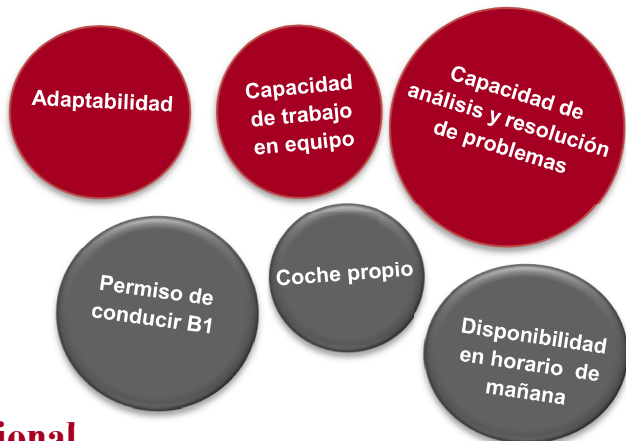 Adaptabilidad
Capacidad
de trabajo
en equipo
Capacidad de
análisis y resolución
de problemas
Permiso de
conducir B1
Coche propio
Disponibilidad
en horario de
mañana
ional